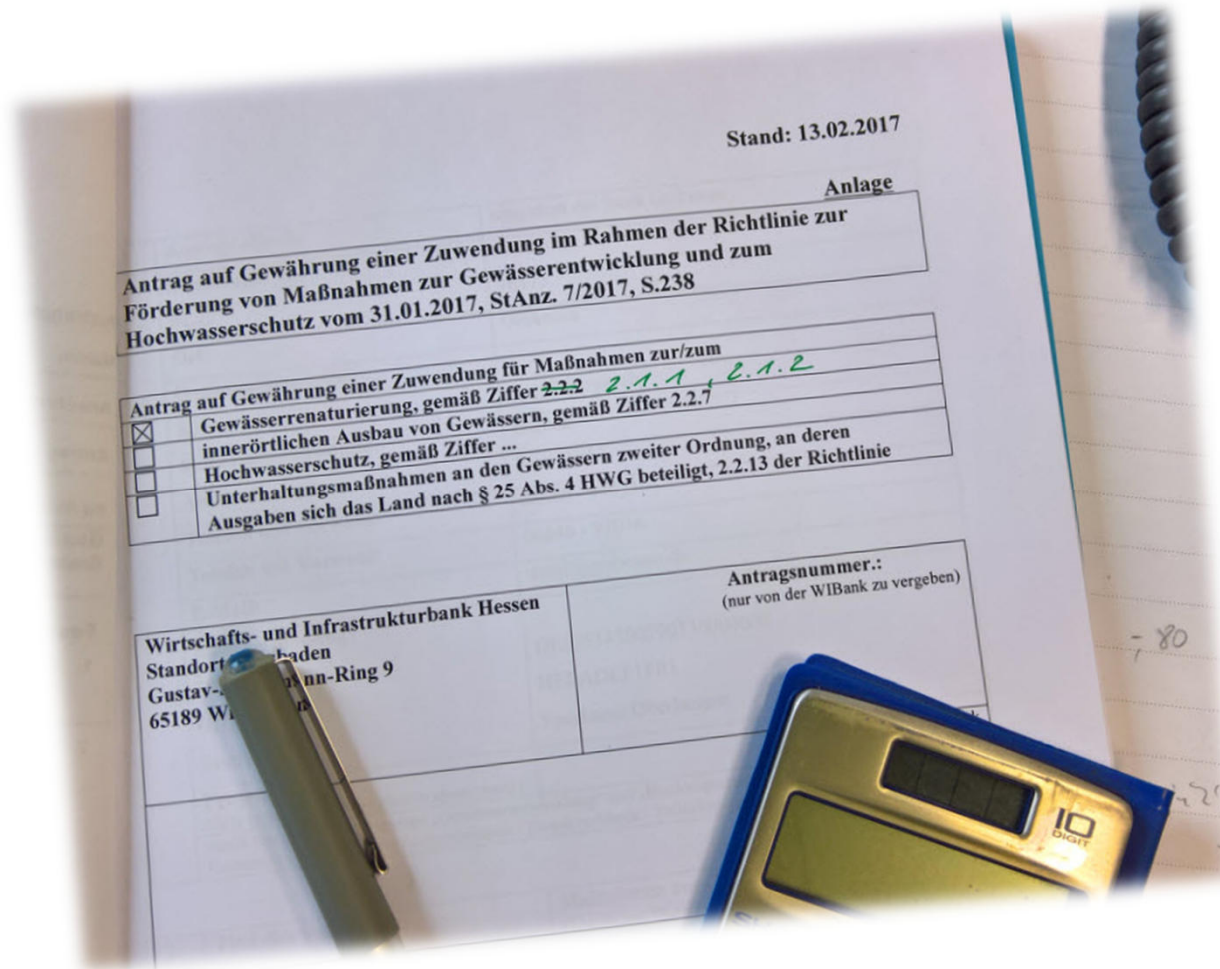 Stand: 13.02.2017
Anlage
Antrag auf Gewährung einer Zuwendung im Rahmen der Richtlinie zur
Förderung von Maßnahmen zur Gewässerentwicklung und zum
Hochwasserschutz vom 31.01.2017, StAnz. 7/2017, S.238
Antrag auf Gewährung einer Zuwendung für Maßnahmen zur/zum
Gewässerrenaturierung, gemäß Ziffer 2.2.2 2.1.1, 2.1.2
innerörtlichen Ausbau von Gewässern, gemäß Ziffer 2.2.7
Hochwasserschutz, gemäß Ziffer ...
Unterhaltungsmaßnahmen an den Gewässern zweiter Ordnung, an deren
Ausgaben sich das Land nach § 25 Abs. 4 HWG beteiligt, 2.2.13 der Richtlinie
Wirtschafts- und Infrastrukturbank Hessen
Standort
Gustav- -Ring 9
65189
Antragsnummer.:
(nur von der WIBank zu vergeben)
-, 80
10
DIGIT